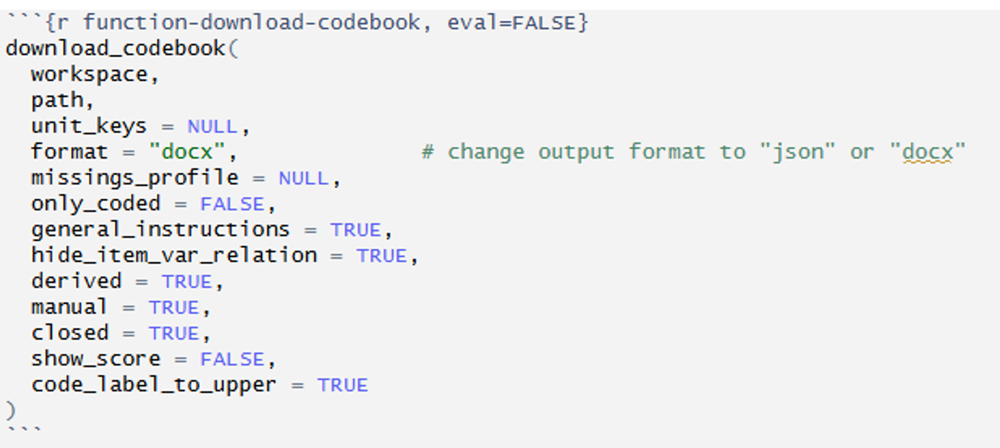 ```{r function-download-codebook, eval=FALSE}
download_codebook(
  workspace,
  path,
  unit_keys = NULL,
  format = "docx",              # change output format to "json" or "docx"
  missings_profile = NULL,
  only_coded = FALSE,
  general_instructions = TRUE,
  hide_item_var_relation = TRUE,
  derived = TRUE,
  manual = TRUE,
  closed = TRUE,
  show_score = FALSE,
  code_label_to_upper = TRUE
)
```